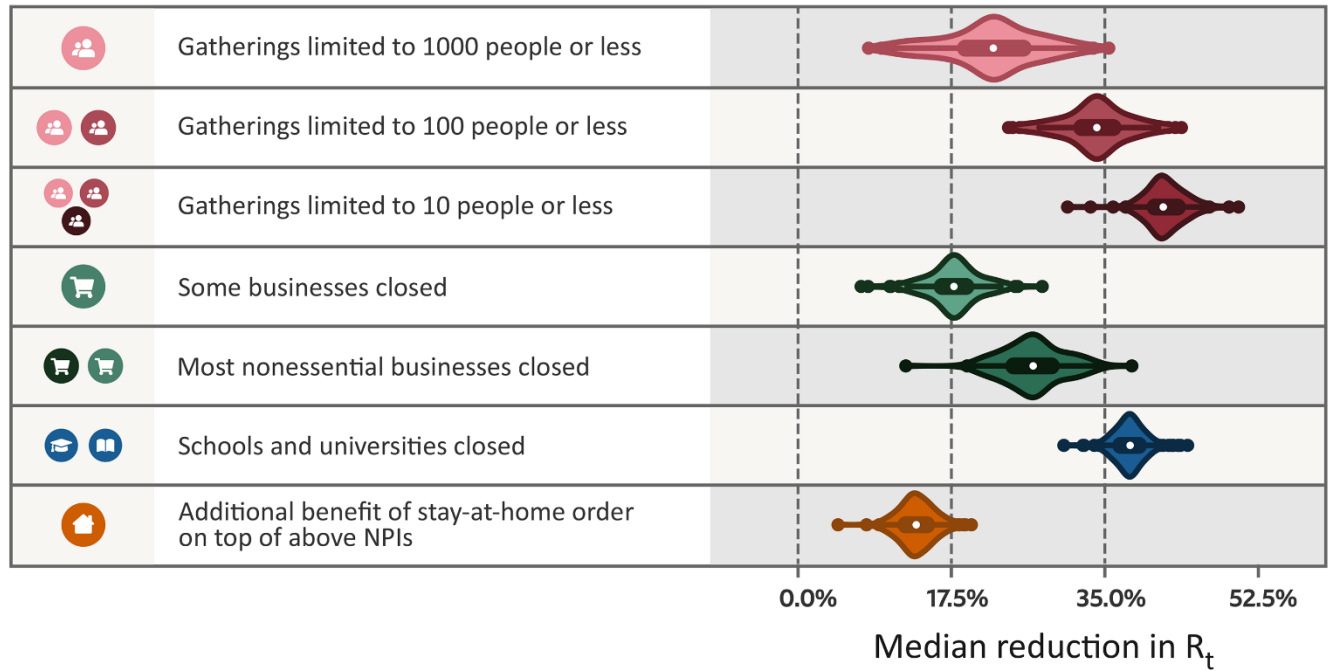 Gatherings limited to 1000 people or less
Gatherings limited to 100 people or less
Gatherings limited to 10 people or less
Some businesses closed
Most nonessential businesses closed
Schools and universities closed
Additional benefit of stay-at-home order
on top of above NPIs
0.0% 17.5% 35.0% 52.5%
Median reduction in Rt